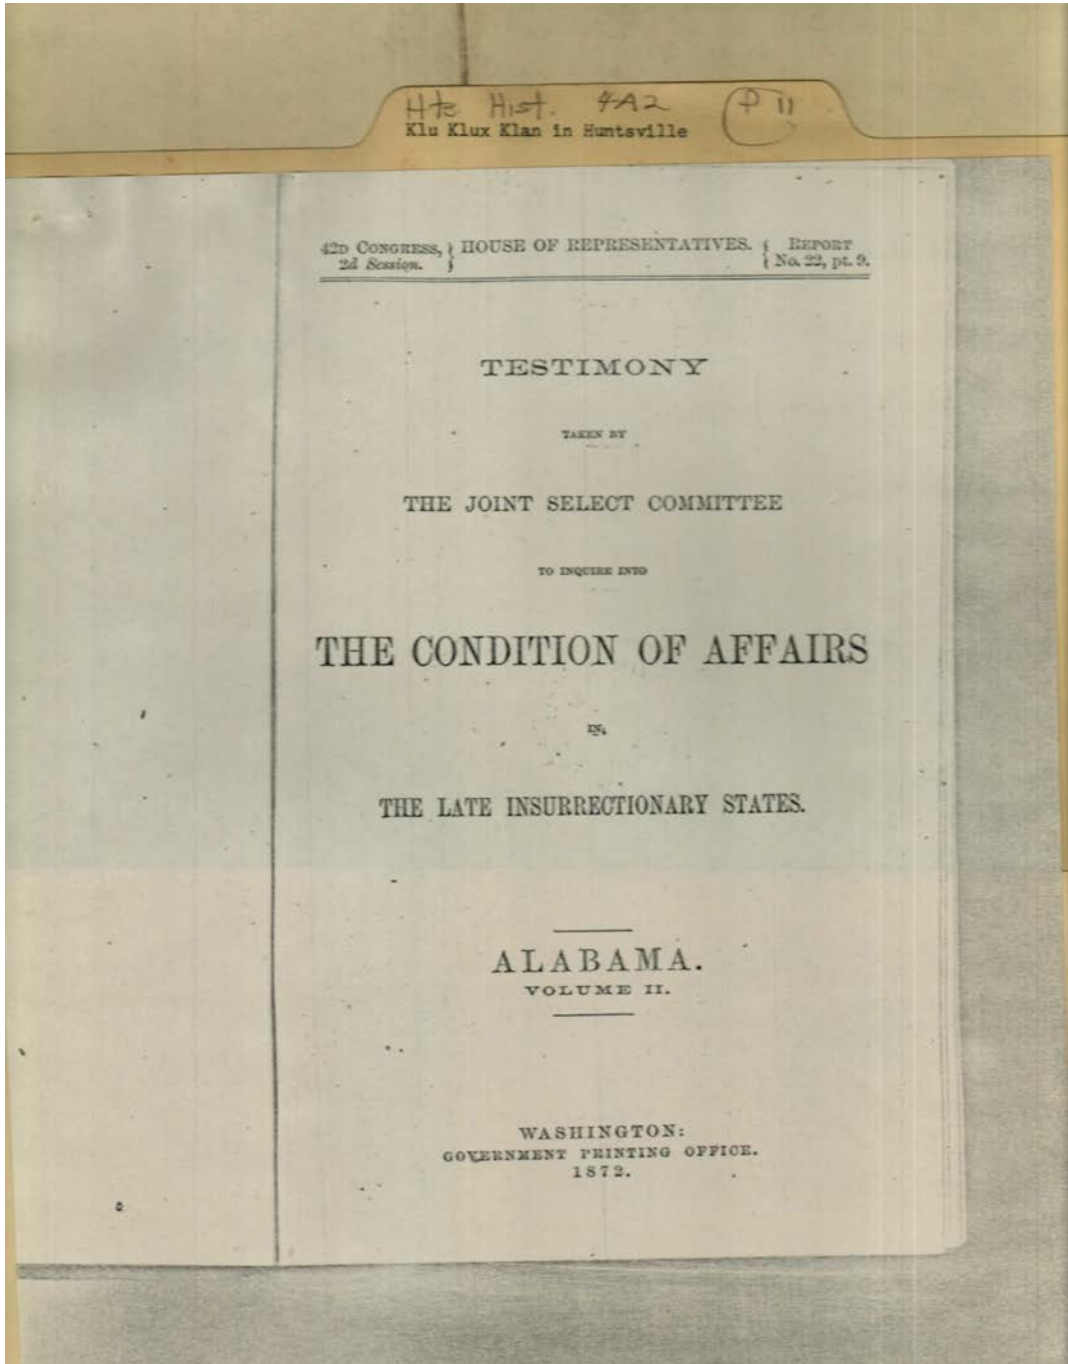 Hts Hist. 4A2 P 11
Klu Klux Klan in Huntsville
42D CONGRESS, } HOUSE OF REPRESENTATIVES. { REPORT
2d Session. } { No. 22, pt. 9.
TESTIMONY
TAKEN BY
THE JOINT SELECT COMMITTEE
TO INQUIRE INTO
THE CONDITION OF AFFAIRS
IN
THE LATE INSURRECTIONARY STATES.
ALABAMA.
VOLUME II.
WASHINGTON:
GOVERNMENT PRINTING OFFICE.
1872.